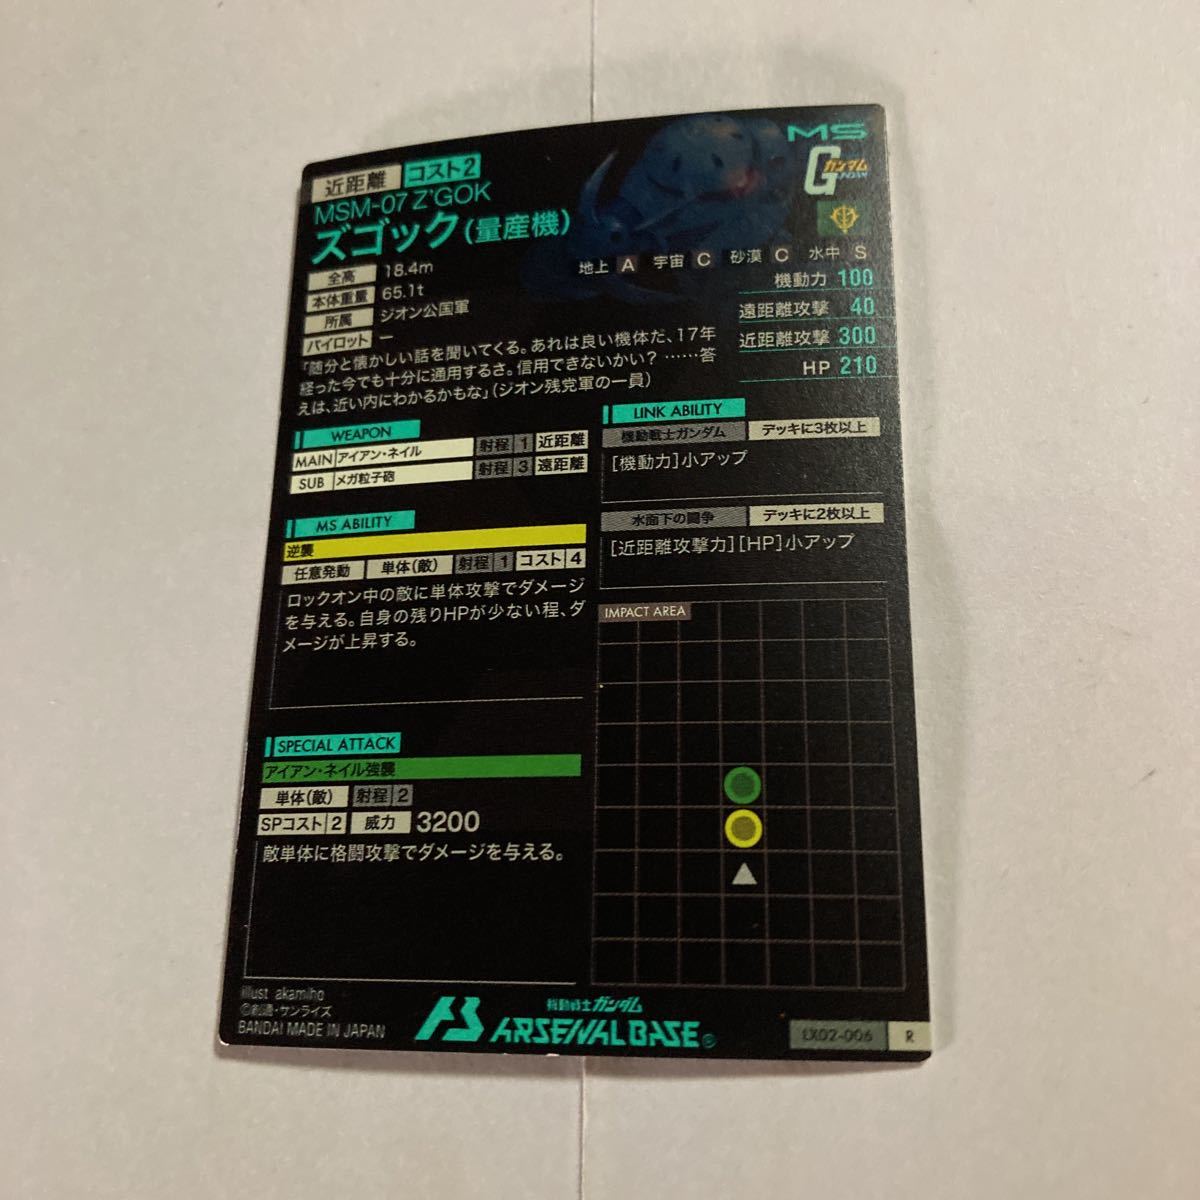 近距離 コスト2
MSM-07 Z'GOK
ズゴック(量産機)
MS
Gガンダム
GUNDAM
地上 A 宇宙 C 砂漠 C 水中 S
全高 18.4m
本体重量 65.1t
所属 ジオン公国軍
パイロット ー
機動力 100
遠距離攻撃 40
近距離攻撃 300
HP 210
「随分と懐かしい話を聞いてくる。あれは良い機体だ、17年
経った今でも十分に通用するさ。信用できないかい? ……答
えは、近い内にわかるかもな」(ジオン残党軍の一員)
WEAPON
MAIN アイアン・ネイル 射程 1 近距離
SUB メガ粒子砲 射程 3 遠距離
MS ABILITY
逆襲
任意発動 単体(敵) 射程 1 コスト 4
ロックオン中の敵に単体攻撃でダメージ
を与える。自身の残りHPが少ない程、ダ
メージが上昇する。
SPECIAL ATTACK
アイアン・ネイル強襲
単体(敵) 射程 2
SPコスト 2 威力 3200
敵単体に格闘攻撃でダメージを与える。
LINK ABILITY
機動戦士ガンダム デッキに3枚以上
[機動力]小アップ
水面下の闘争 デッキに2枚以上
[近距離攻撃力][HP]小アップ
IMPACT AREA
illust akamiho
©創通・サンライズ
BANDAI MADE IN JAPAN
機動戦士ガンダム
ARSENAL BASE
LX02-006 R